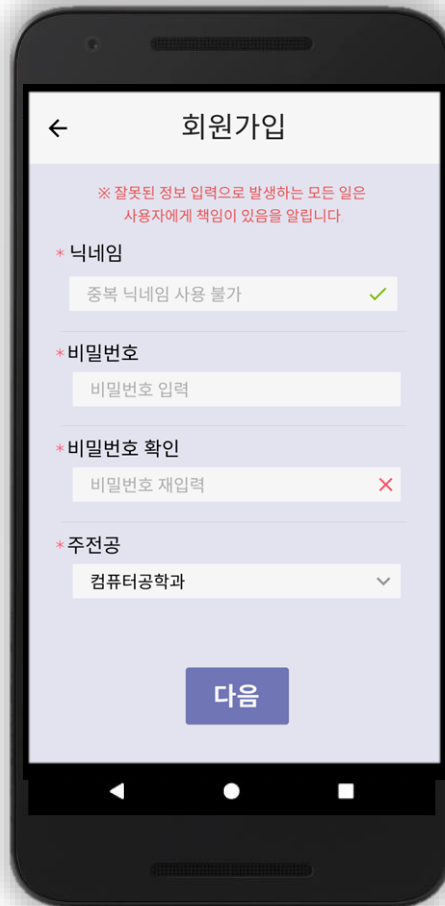 회원가입
※ 잘못된 정보 입력으로 발생하는 모든 일은
사용자에게 책임이 있음을 알립니다.
* 닉네임
중복 닉네임 사용 불가
*비밀번호
비밀번호 입력
*비밀번호 확인
비밀번호 재입력
*주전공
컴퓨터공학과
다음